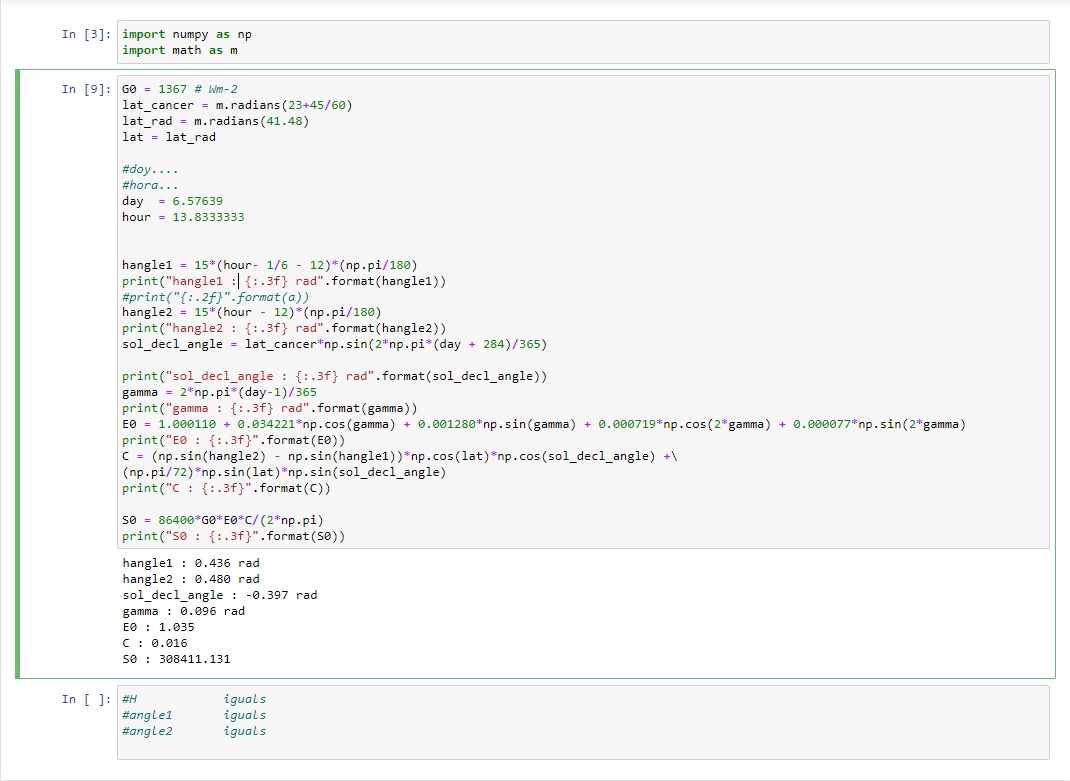 In [3]: import numpy as np
import math as m
In [9]: G0 = 1367 # Wm-2
lat_cancer = m.radians(23+45/60)
lat_rad = m.radians(41.48)
lat = lat_rad
#doy....
#hora...
day  = 6.57639
hour = 13.8333333
hangle1 = 15*(hour- 1/6 - 12)*(np.pi/180)
print("hangle1 : {:.3f} rad".format(hangle1))
#print("{:.2f}".format(a))
hangle2 = 15*(hour - 12)*(np.pi/180)
print("hangle2 : {:.3f} rad".format(hangle2))
sol_decl_angle = lat_cancer*np.sin(2*np.pi*(day + 284)/365)
print("sol_decl_angle : {:.3f} rad".format(sol_decl_angle))
gamma = 2*np.pi*(day-1)/365
print("gamma : {:.3f} rad".format(gamma))
E0 = 1.000110 + 0.034221*np.cos(gamma) + 0.001280*np.sin(gamma) + 0.000719*np.cos(2*gamma) + 0.000077*np.sin(2*gamma)
print("E0 : {:.3f}".format(E0))
C = (np.sin(hangle2) - np.sin(hangle1))*np.cos(lat)*np.cos(sol_decl_angle) +\
(np.pi/72)*np.sin(lat)*np.sin(sol_decl_angle)
print("C : {:.3f}".format(C))
S0 = 86400*G0*E0*C/(2*np.pi)
print("S0 : {:.3f}".format(S0))
hangle1 : 0.436 rad
hangle2 : 0.480 rad
sol_decl_angle : -0.397 rad
gamma : 0.096 rad
E0 : 1.035
C : 0.016
S0 : 308411.131
In [ ]: #H iguals
#angle1 iguals
#angle2 iguals